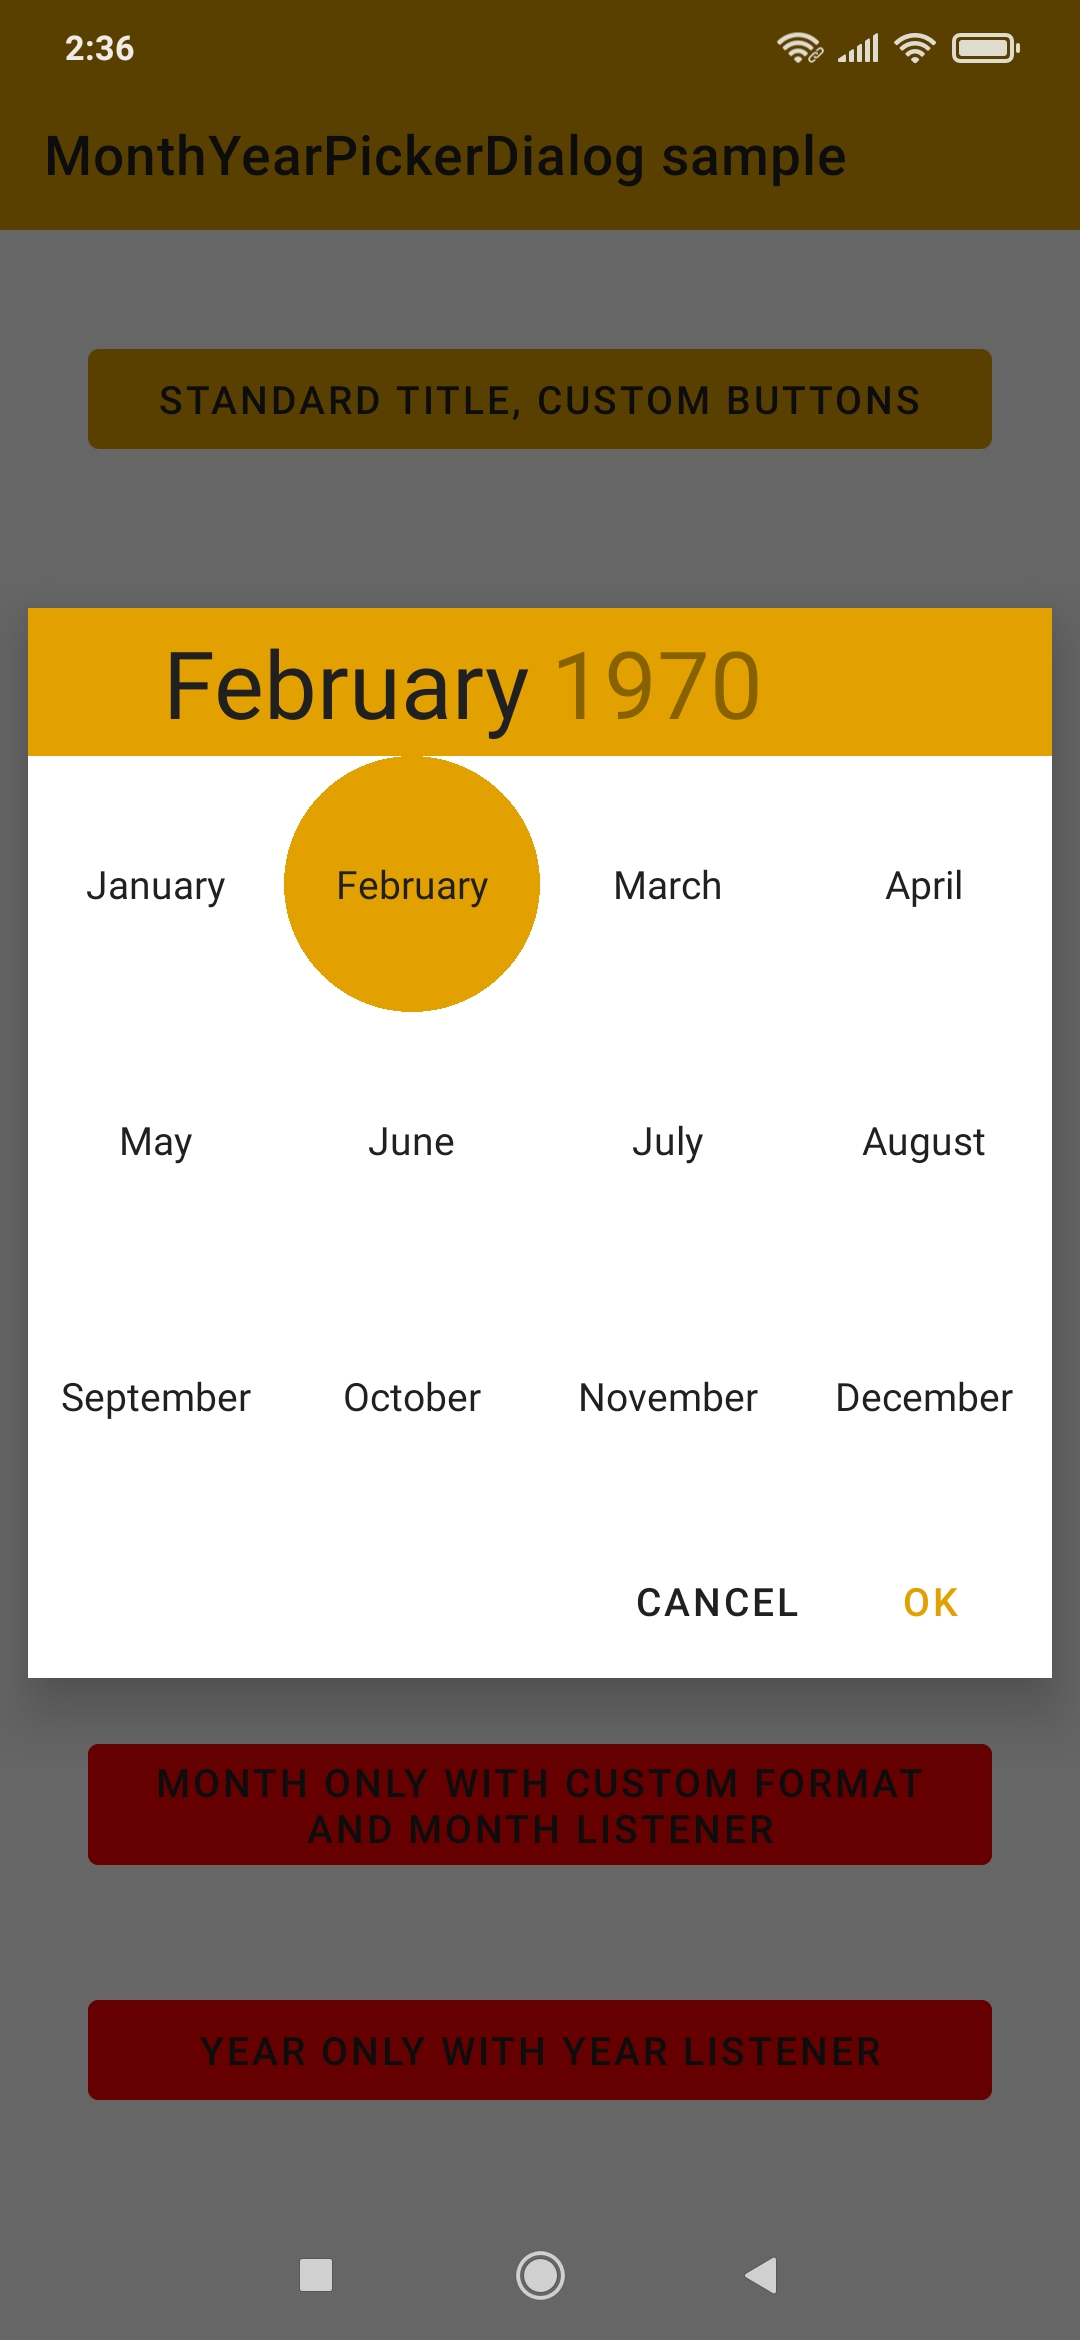 2:36
MonthYearPickerDialog sample
STANDARD TITLE, CUSTOM BUTTONS
February 1970
January February March April
May June July August
September October November December
CANCEL OK
MONTH ONLY WITH CUSTOM FORMAT
AND MONTH LISTENER
YEAR ONLY WITH YEAR LISTENER